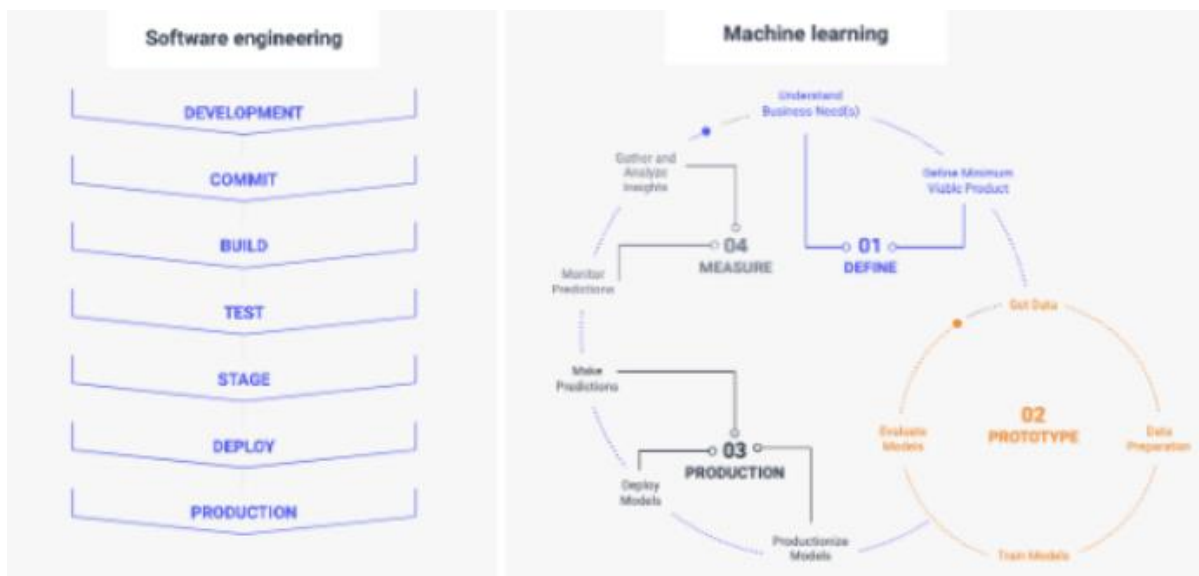 Software engineering
DEVELOPMENT
COMMIT
BUILD
TEST
STAGE
DEPLOY
PRODUCTION
Machine learning
Understand
Business Need(s)
Define Minimum
Viable Product
01
DEFINE
Get Data
Data
Preparation
Train Models
Evaluate
Models
02
PROTOTYPE
Productionize
Models
Deploy
Models
Make
Predictions
03
PRODUCTION
Monitor
Predictions
Gather and
Analyze
Insights
04
MEASURE